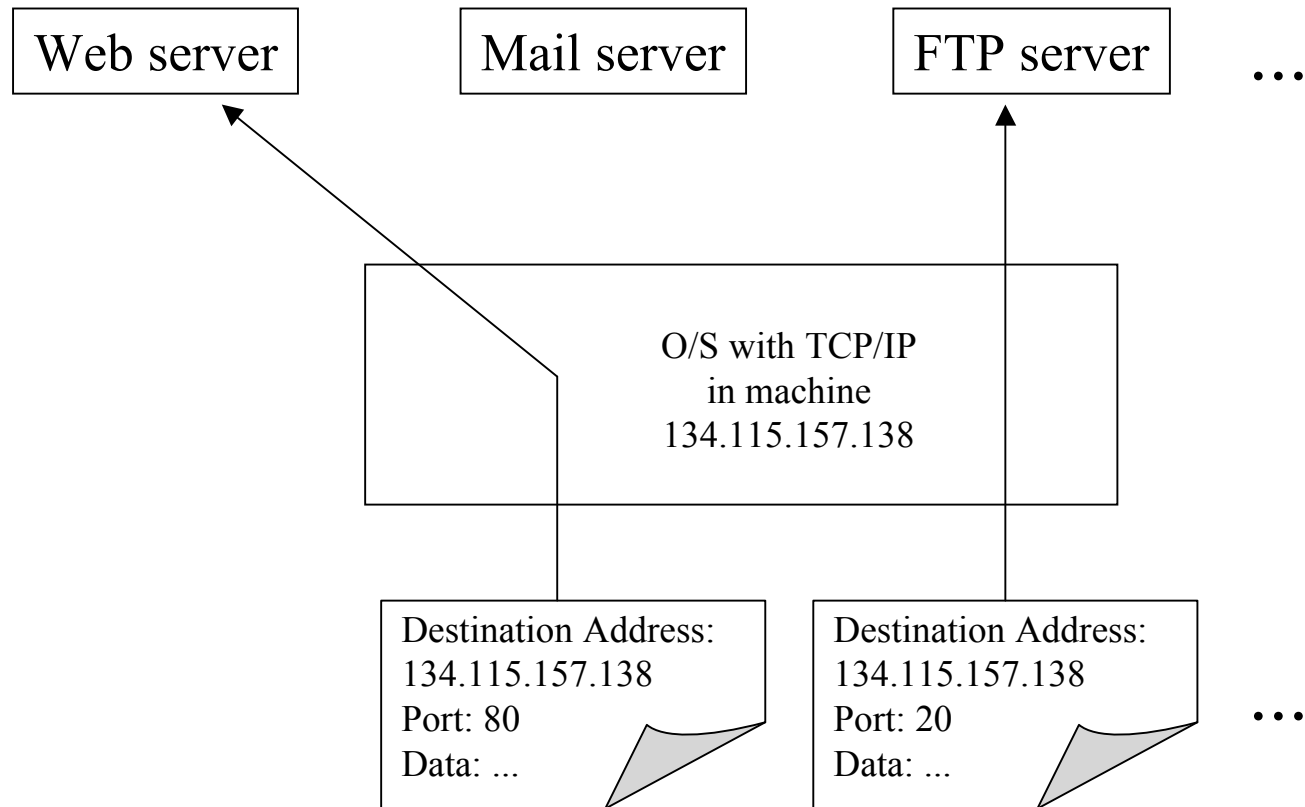 Web server
Mail server
FTP server
...
O/S with TCP/IP
in machine
134.115.157.138
Destination Address:
134.115.157.138
Port: 80
Data: ...
Destination Address:
134.115.157.138
Port: 20
Data: ...
...